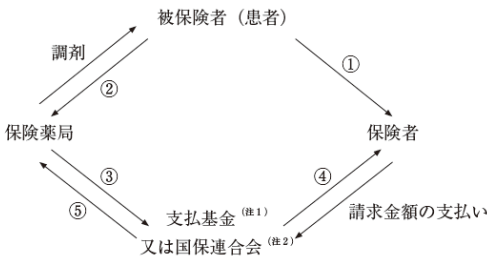 被保険者（患者）
調剤
①
②
保険薬局
保険者
③
④
⑤
支払基金（注1）
請求金額の支払い
又は国保連合会（注2）